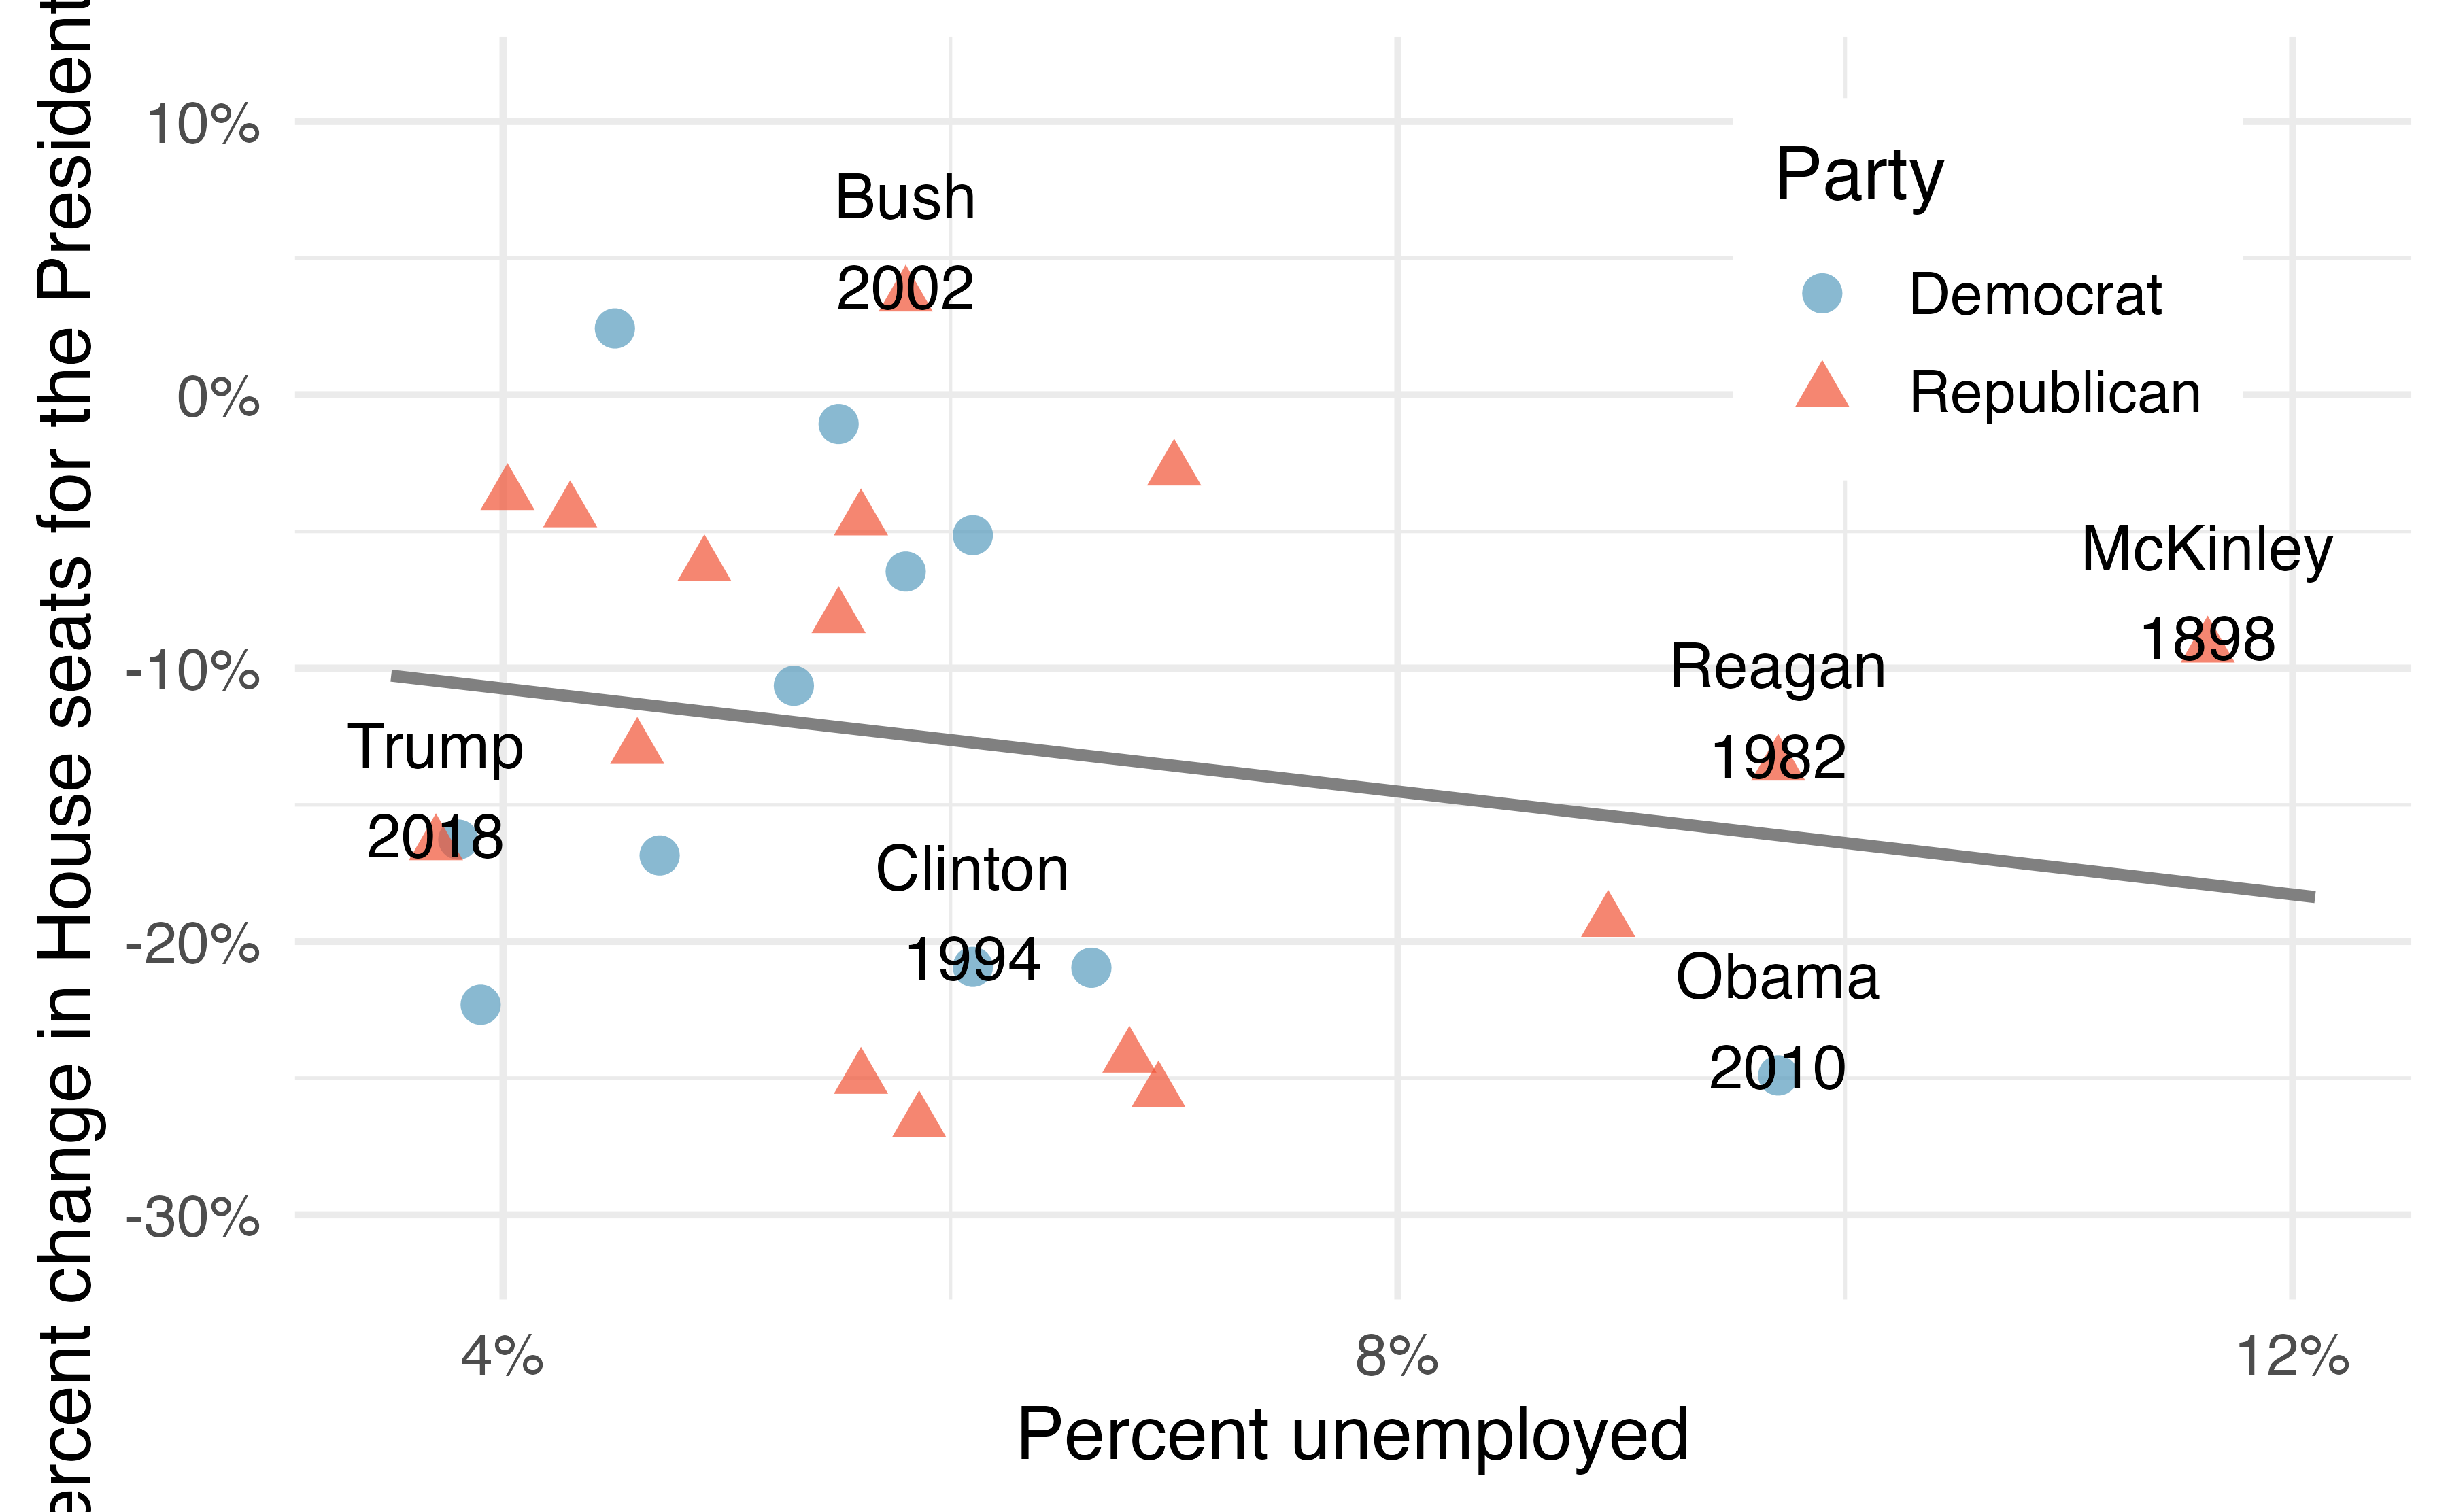 ercent change in House seats for the President
10%
0%
-10%
-20%
-30%
Bush
2002
Party
Democrat
Republican
McKinley
1898
Reagan
1982
Trump
2018
Clinton
1994
Obama
2010
4%
8%
12%
Percent unemployed